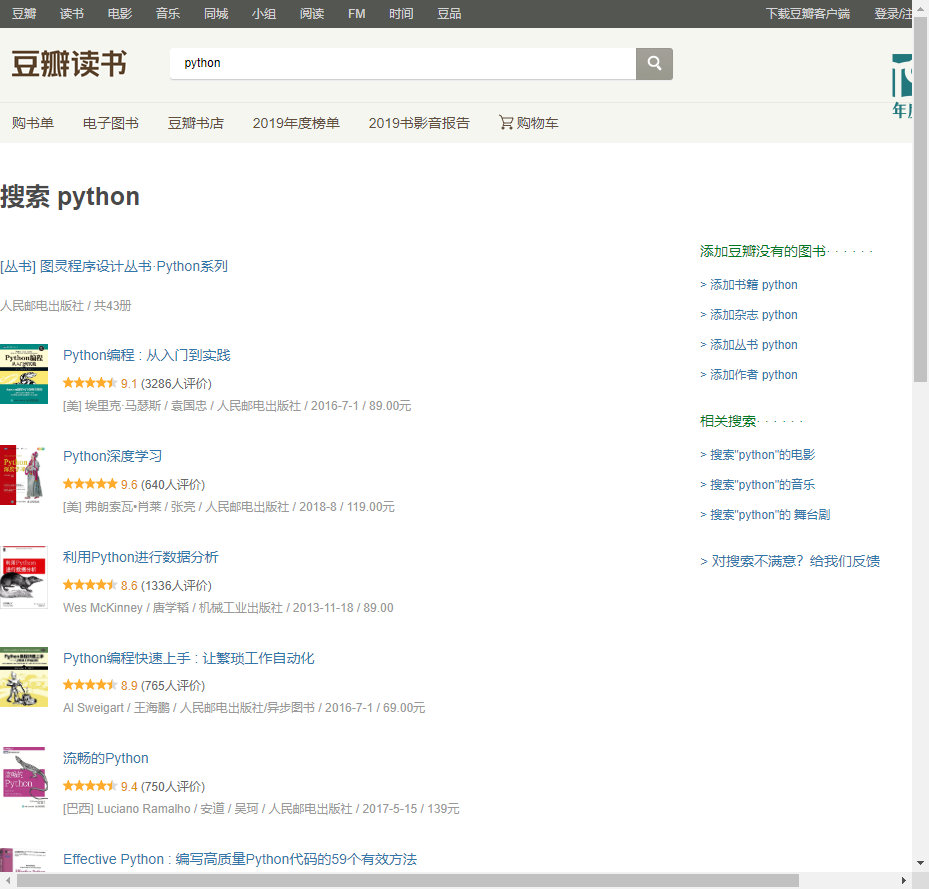 豆瓣 读书 电影 音乐 同城 小组 阅读 FM 时间 豆品 下载豆瓣客户端 登录/注
豆瓣读书
python
年度
购书单 电子图书 豆瓣书店 2019年度榜单 2019书影音报告 购物车
搜索 python
[丛书] 图灵程序设计丛书·Python系列
人民邮电出版社 / 共43册
Python编程 : 从入门到实践
9.1 (3286人评价)
[美] 埃里克·马瑟斯 / 袁国忠 / 人民邮电出版社 / 2016-7-1 / 89.00元
Python深度学习
9.6 (640人评价)
[美] 弗朗索瓦•肖莱 / 张亮 / 人民邮电出版社 / 2018-8 / 119.00元
利用Python进行数据分析
8.6 (1336人评价)
Wes McKinney / 唐学韬 / 机械工业出版社 / 2013-11-18 / 89.00
Python编程快速上手 : 让繁琐工作自动化
8.9 (765人评价)
Al Sweigart / 王海鹏 / 人民邮电出版社/异步图书 / 2016-7-1 / 69.00元
流畅的Python
9.4 (750人评价)
[巴西] Luciano Ramalho / 安道 / 吴珂 / 人民邮电出版社 / 2017-5-15 / 139元
Effective Python : 编写高质量Python代码的59个有效方法
添加豆瓣没有的图书· · · · · ·
> 添加书籍 python
> 添加杂志 python
> 添加丛书 python
> 添加作者 python
相关搜索· · · · · ·
> 搜索"python"的电影
> 搜索"python"的音乐
> 搜索"python"的 舞台剧
> 对搜索不满意？给我们反馈